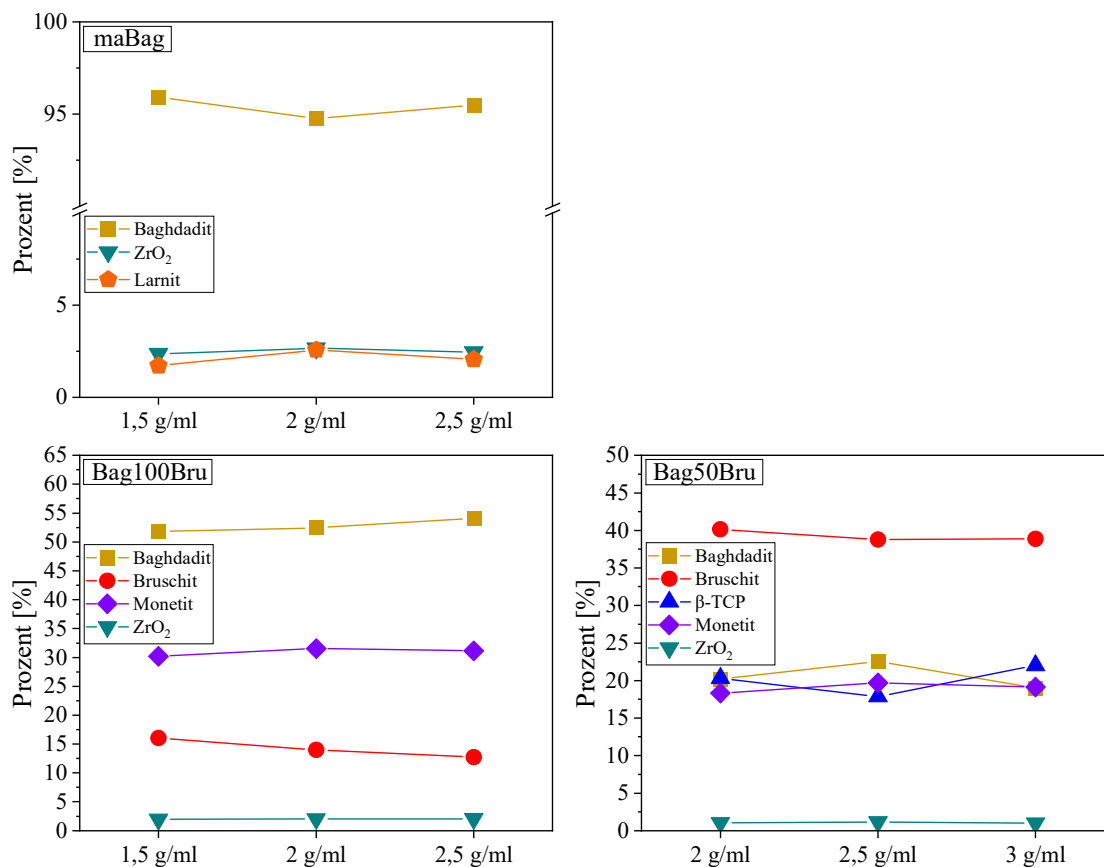 maBag
Prozent [%]
100
95
5
0
Baghdadit
ZrO₂
Larnit
1,5 g/ml
2 g/ml
2,5 g/ml
Bag100Bru
Prozent [%]
65
60
55
50
45
40
35
30
25
20
15
10
5
0
Baghdadit
Bruschit
Monetit
ZrO₂
1,5 g/ml
2 g/ml
2,5 g/ml
Bag50Bru
Prozent [%]
50
45
40
35
30
25
20
15
10
5
0
Baghdadit
Bruschit
β-TCP
Monetit
ZrO₂
2 g/ml
2,5 g/ml
3 g/ml